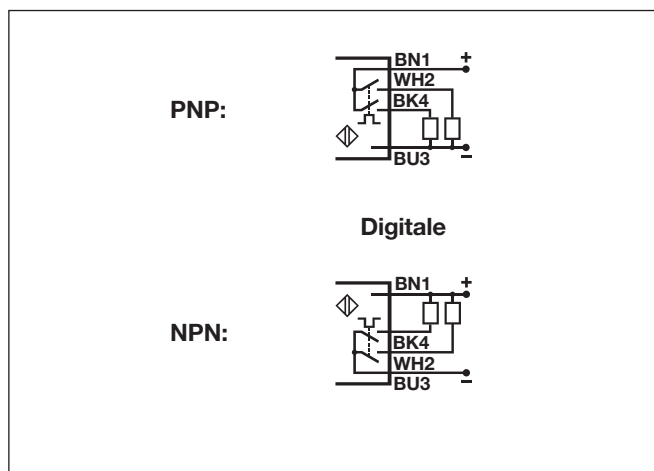 PNP:
BN1 +
WH2
BK4
BU3 –
Digitale
NPN:
BN1 +
BK4
WH2
BU3 –